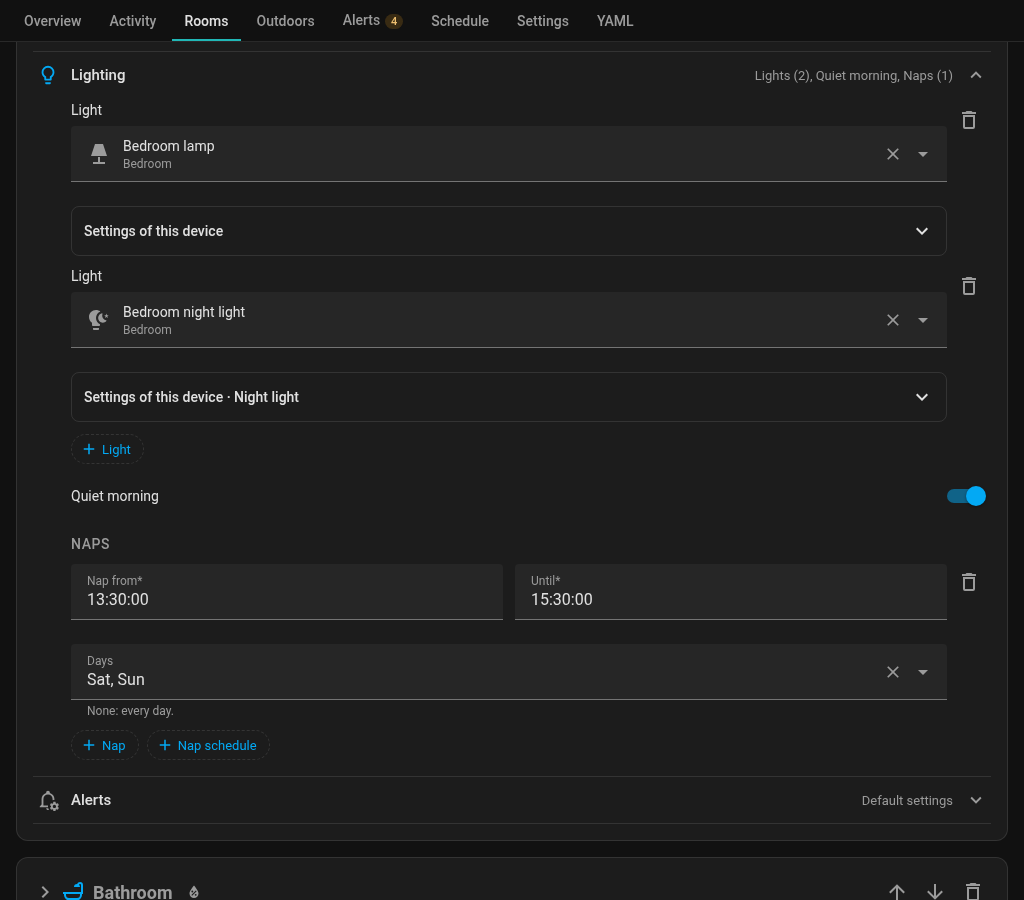 Overview
Activity
Rooms
Outdoors
Alerts 4
Schedule
Settings
YAML
Lighting
Lights (2), Quiet morning, Naps (1)
Light
Bedroom lamp
Bedroom
Settings of this device
Light
Bedroom night light
Bedroom
Settings of this device · Night light
+ Light
Quiet morning
NAPS
Nap from*
13:30:00
Until*
15:30:00
Days
Sat, Sun
None: every day.
+ Nap
+ Nap schedule
Alerts
Default settings
Bathroom